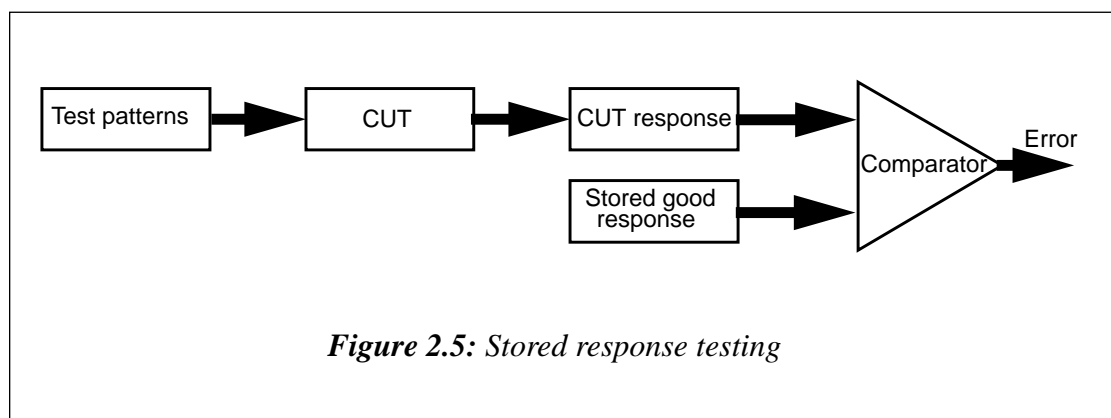 Test patterns
CUT
CUT response
Stored good
response
Comparator
Error
Figure 2.5: Stored response testing